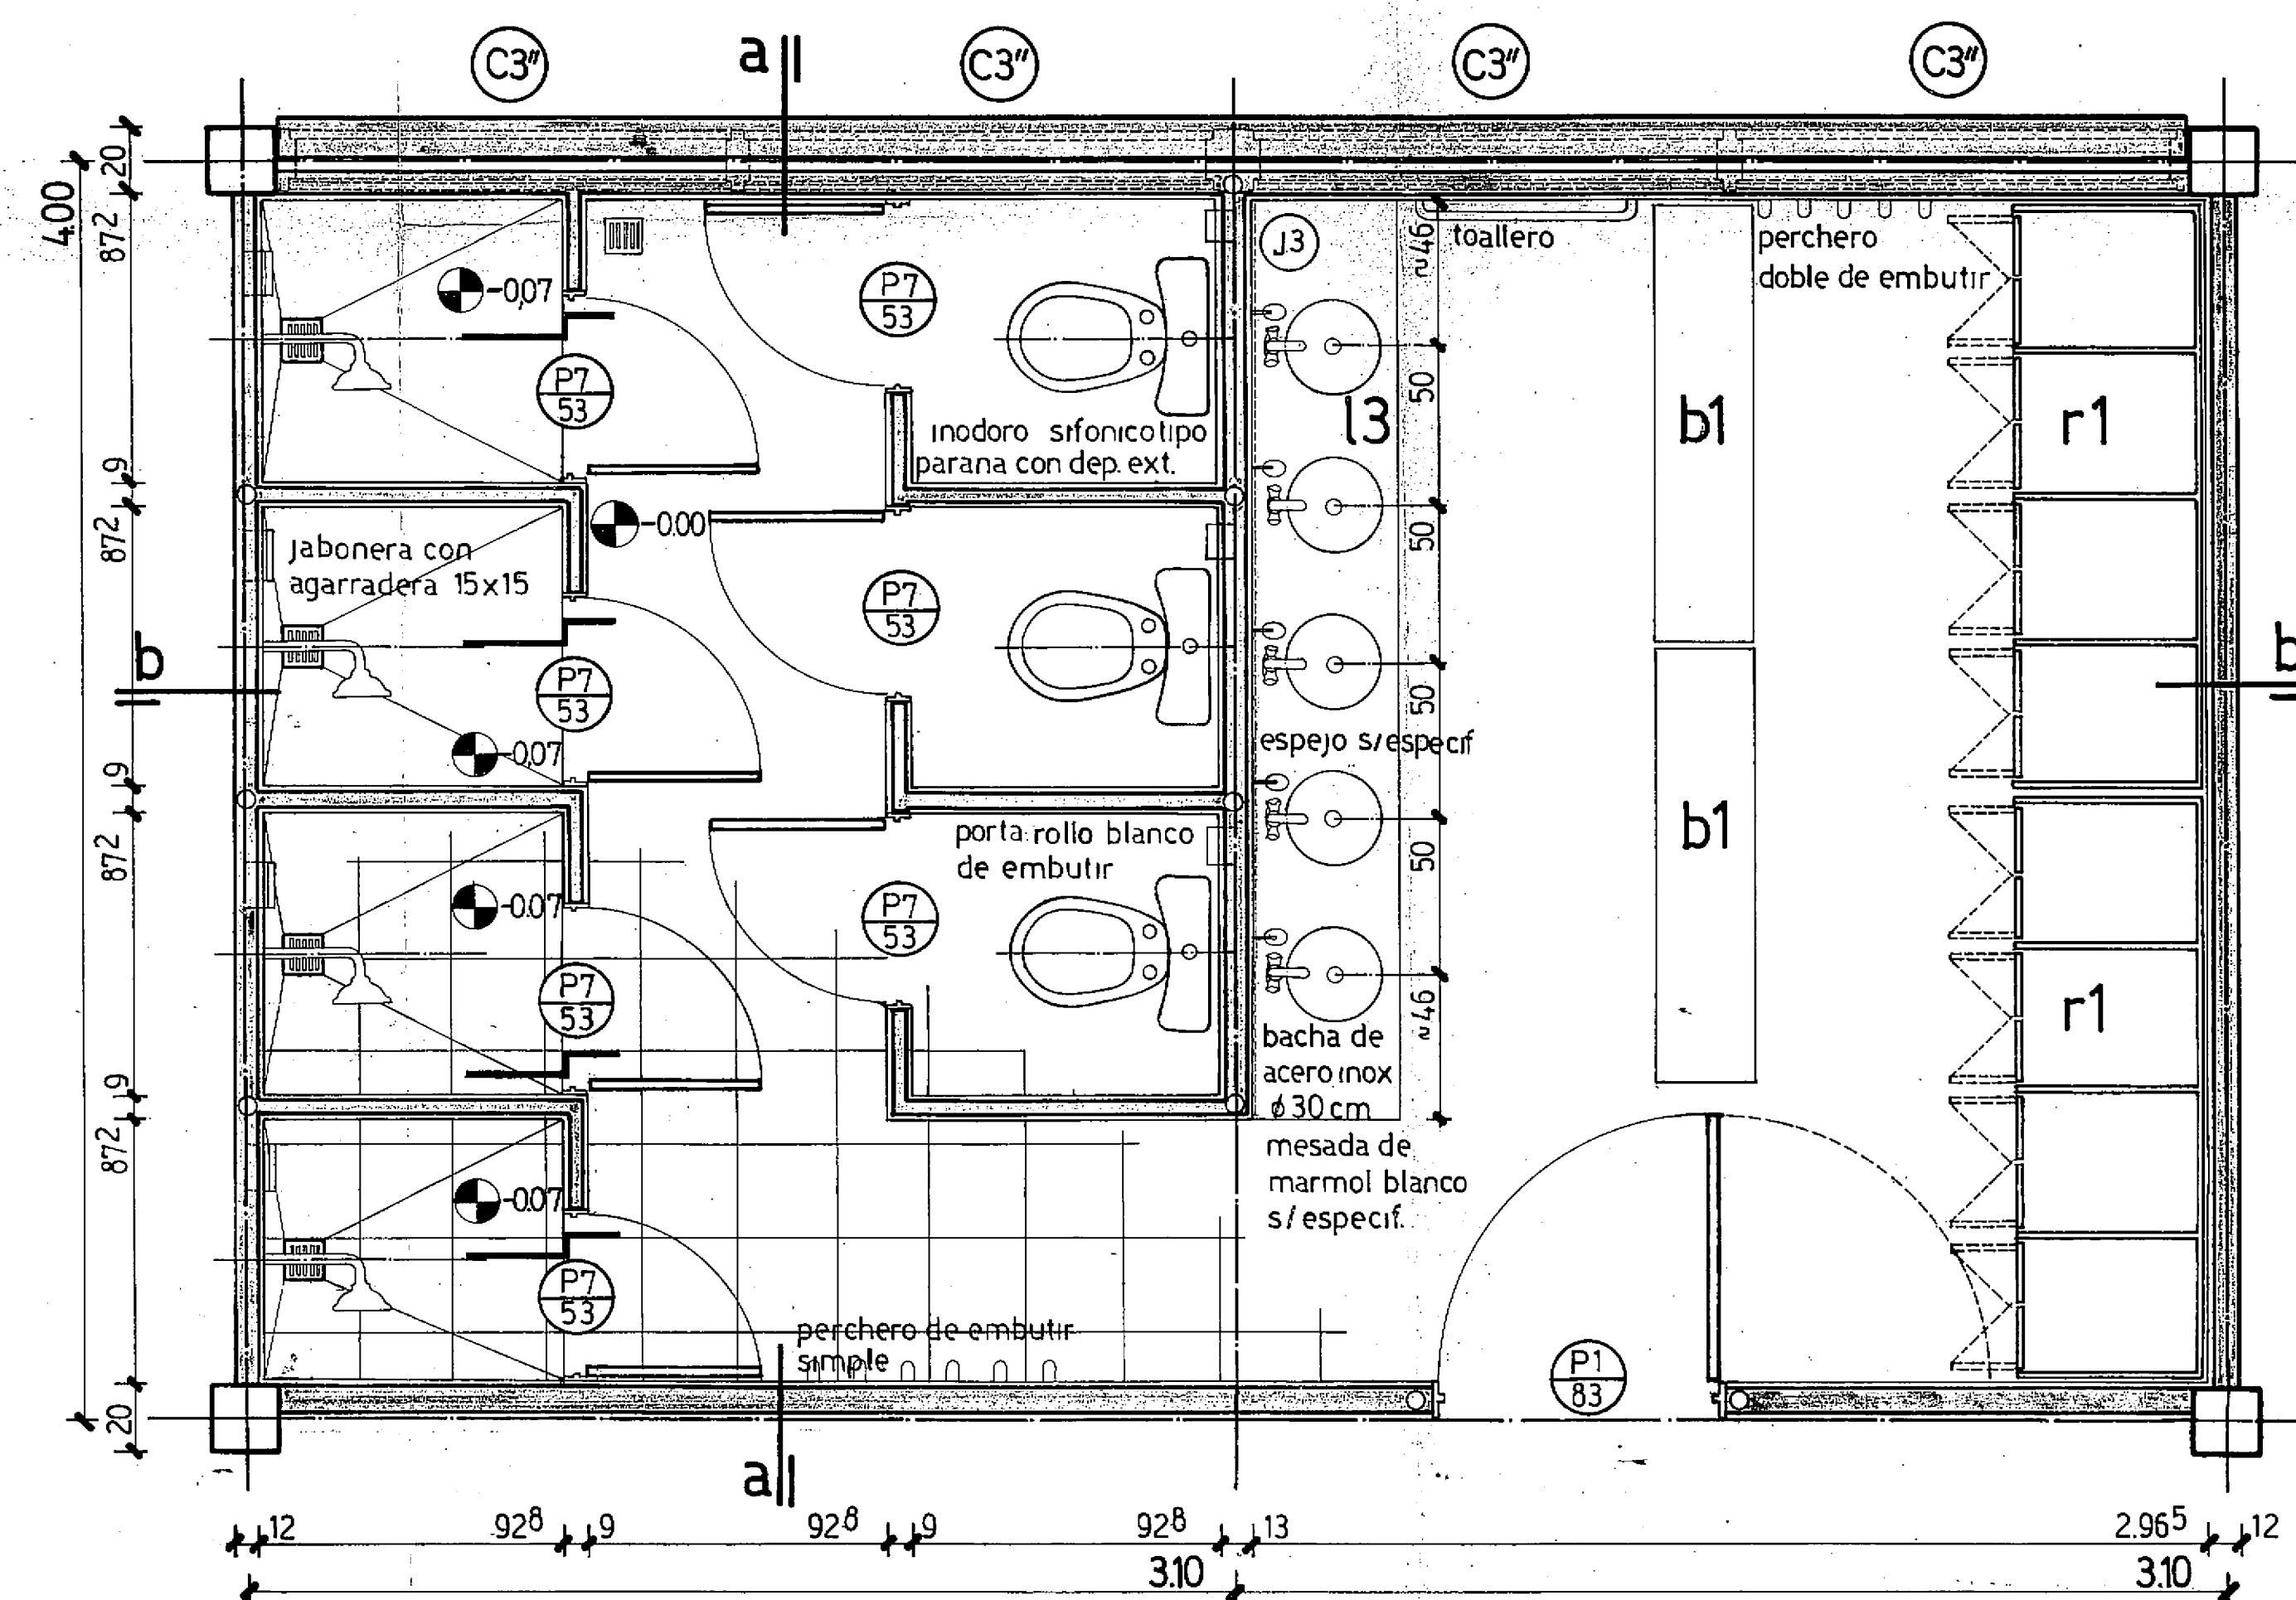 C3"
a
C3"
C3"
C3"
20
4.00
87²
9
87²
9
87²
9
87²
20
J3
~46
toallero
perchero
doble de embutir
-0,07
P7
53
P7
53
inodoro sifonico tipo
parana con dep. ext.
l3
50
b1
r1
-0.00
50
jabonera con
agarradera 15x15
P7
53
b
P7
53
b
-0,07
50
espejo s/especif
porta rollo blanco
de embutir
50
b1
-0.07
P7
53
P7
53
~46
r1
bacha de
acero inox
ϕ 30 cm
mesada de
marmol blanco
s/especif.
-0.07
P7
53
perchero de embutir
simple
P1
83
a
12
92⁸
9
92⁸
9
92⁸
13
2.96⁵
12
3.10
3.10